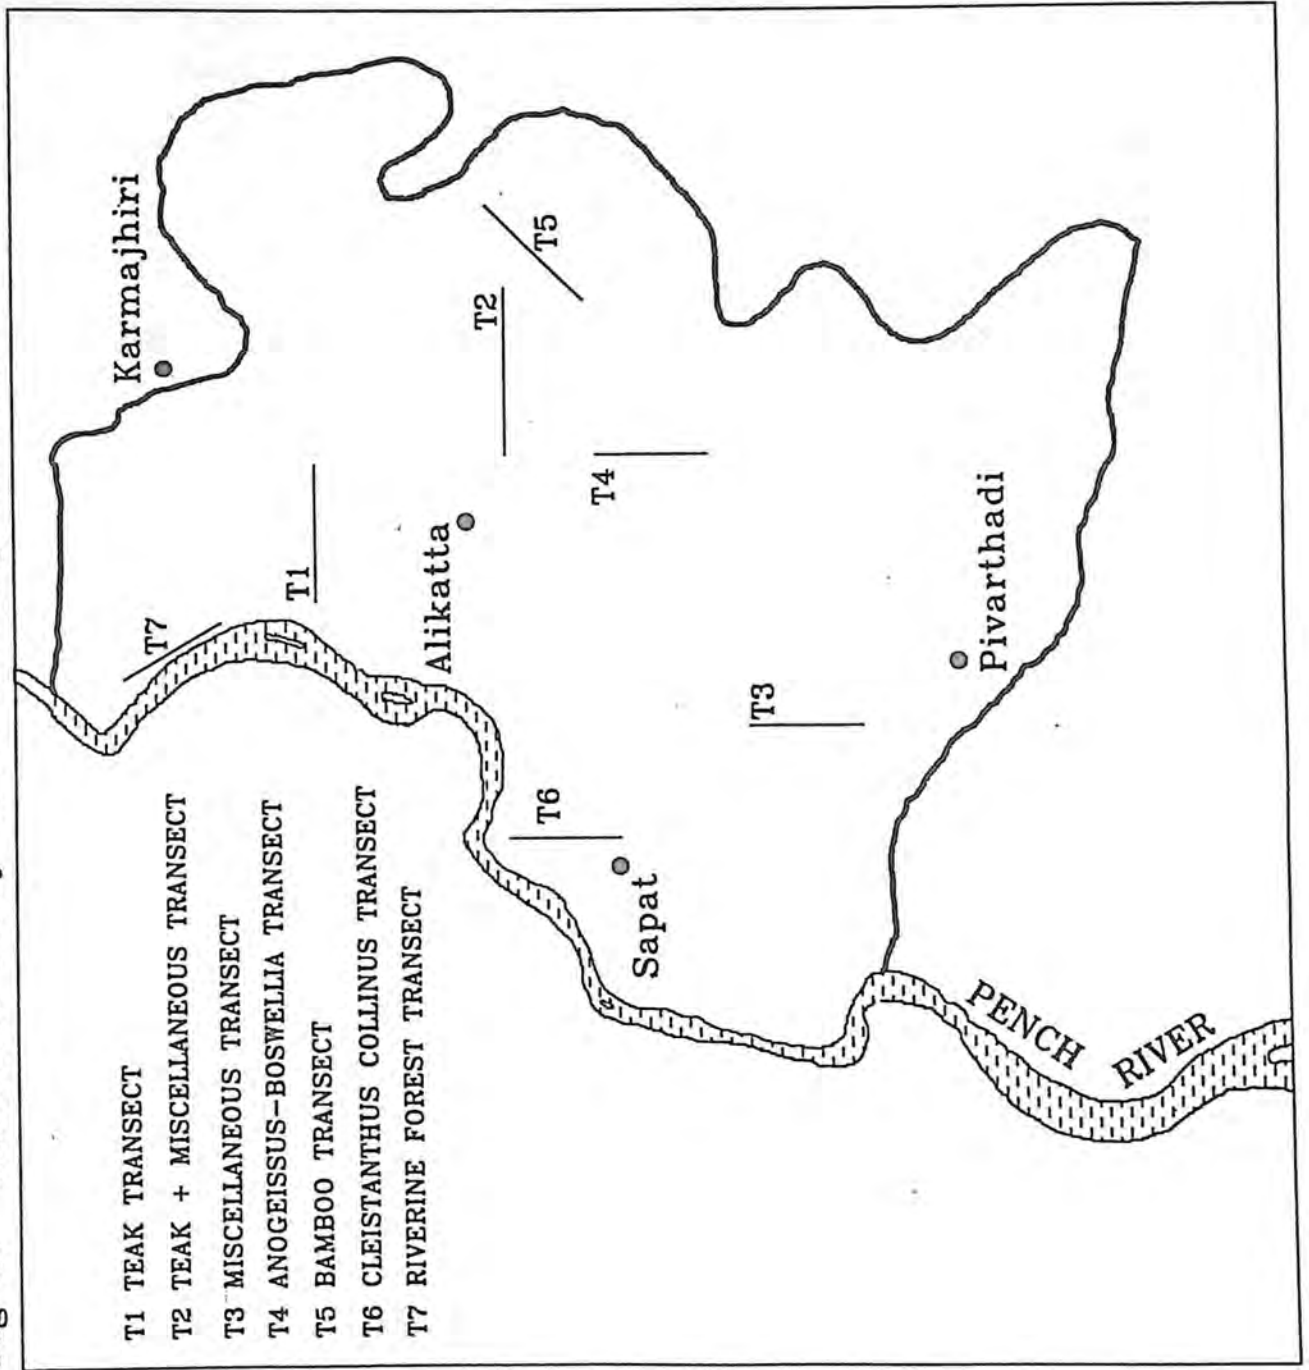 T1 TEAK TRANSECT
T2 TEAK + MISCELLANEOUS TRANSECT
T3 MISCELLANEOUS TRANSECT
T4 ANOGEISSUS-BOSWELLIA TRANSECT
T5 BAMBOO TRANSECT
T6 CLEISTANTHUS COLLINUS TRANSECT
T7 RIVERINE FOREST TRANSECT
Karmajhiri
T7
T1
Alikatta
T2
T5
T4
T6
Sapat
T3
Pivarthadi
PENCH
RIVER